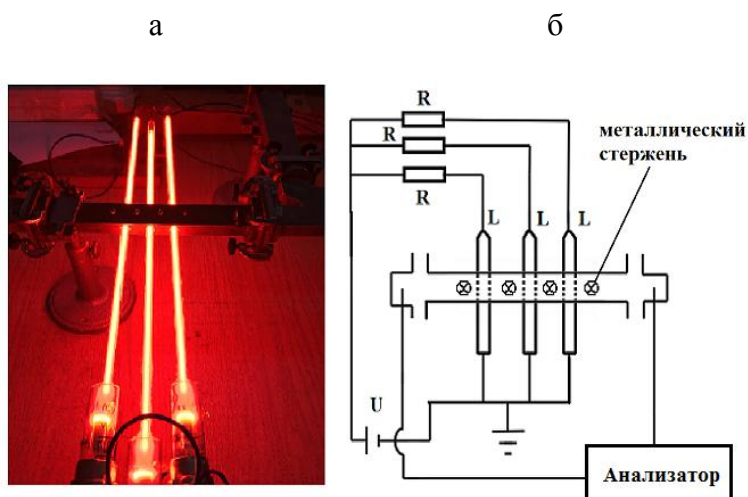 а
б
R
R
R
металлический
стержень
L
L
L
U
Анализатор